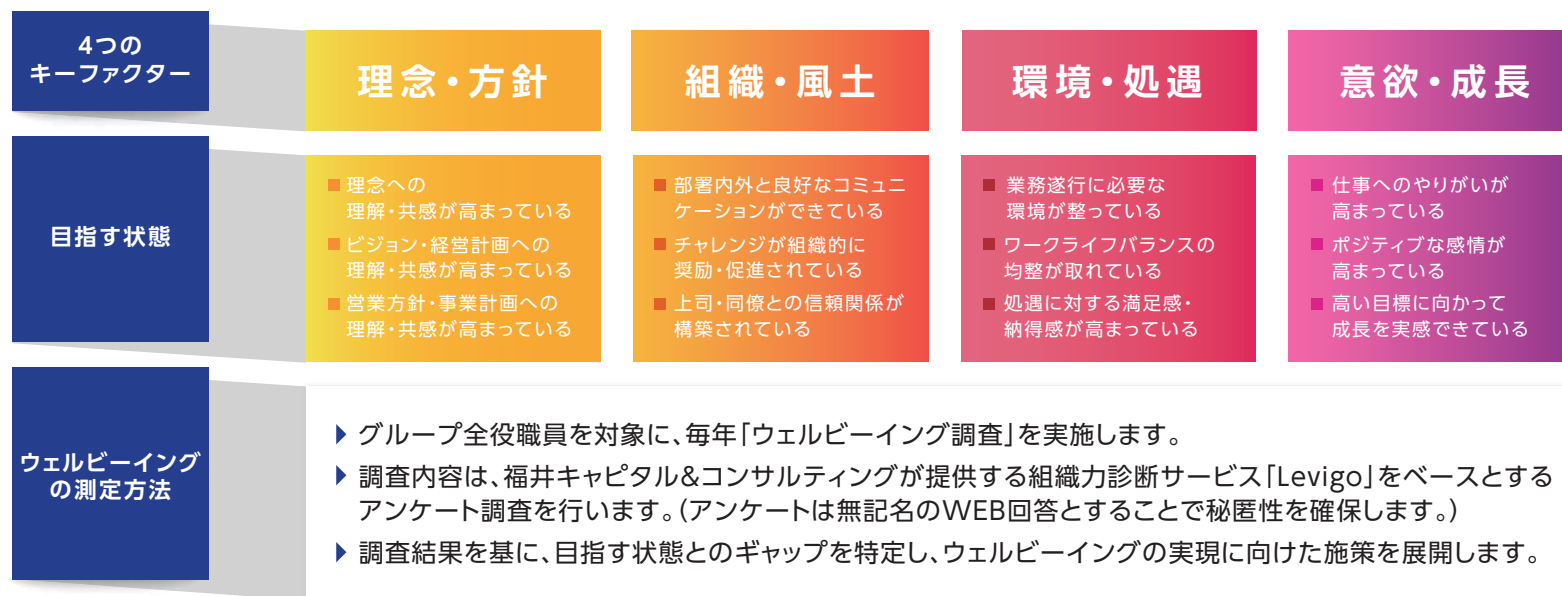 4つの
キーファクター
理念・方針
組織・風土
環境・処遇
意欲・成長
目指す状態
■理念への
理解・共感が高まっている
■ビジョン・経営計画への
理解・共感が高まっている
■営業方針・事業計画への
理解・共感が高まっている
■部署内外と良好なコミュニ
ケーションができている
■チャレンジが組織的に
奨励・促進されている
■上司・同僚との信頼関係が
構築されている
■業務遂行に必要な
環境が整っている
■ワークライフバランスの
均整が取れている
■処遇に対する満足感・
納得感が高まっている
■仕事へのやりがいが
高まっている
■ポジティブな感情が
高まっている
■高い目標に向かって
成長を実感できている
ウェルビーイング
の測定方法
▶グループ全役職員を対象に、毎年「ウェルビーイング調査」を実施します。
▶調査内容は、福井キャピタル&コンサルティングが提供する組織力診断サービス「Levigo」をベースとする
アンケート調査を行います。(アンケートは無記名のWEB回答とすることで秘匿性を確保します。)
▶調査結果を基に、目指す状態とのギャップを特定し、ウェルビーイングの実現に向けた施策を展開します。